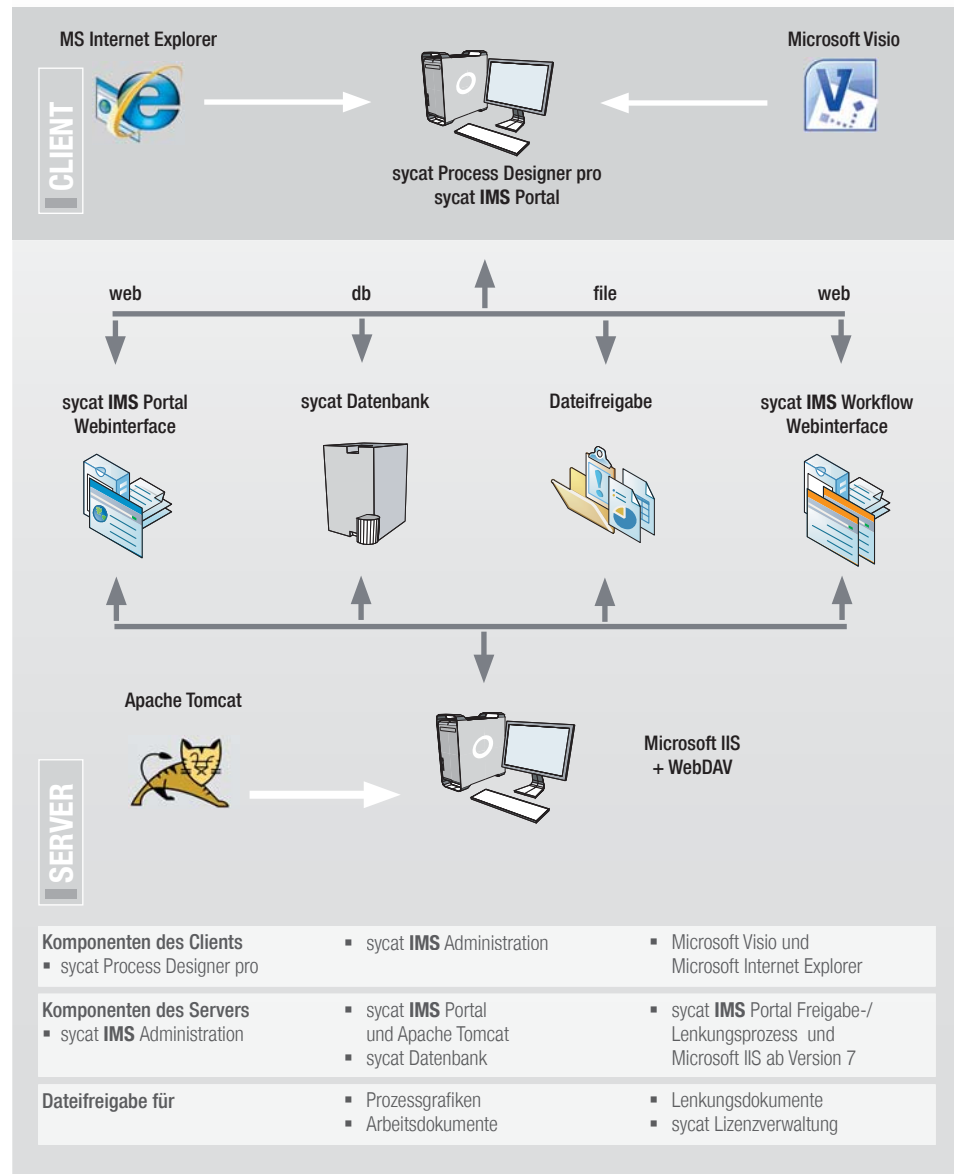 MS Internet Explorer
Microsoft Visio
CLIENT
sycat Process Designer pro
sycat IMS Portal
web
db
file
web
sycat IMS Portal
Webinterface
sycat Datenbank
Dateifreigabe
sycat IMS Workflow
Webinterface
Apache Tomcat
Microsoft IIS
+ WebDAV
SERVER
Komponenten des Clients
▪ sycat Process Designer pro
▪ sycat IMS Administration
▪ Microsoft Visio und
Microsoft Internet Explorer
Komponenten des Servers
▪ sycat IMS Administration
▪ sycat IMS Portal
und Apache Tomcat
▪ sycat Datenbank
▪ sycat IMS Portal Freigabe-/
Lenkungsprozess und
Microsoft IIS ab Version 7
Dateifreigabe für
▪ Prozessgrafiken
▪ Arbeitsdokumente
▪ Lenkungsdokumente
▪ sycat Lizenzverwaltung